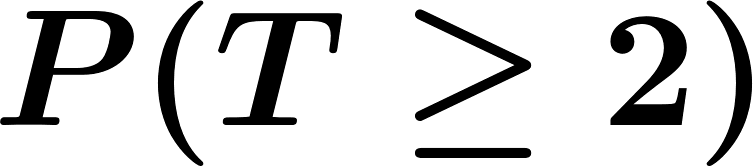 P(T ≥ 2)